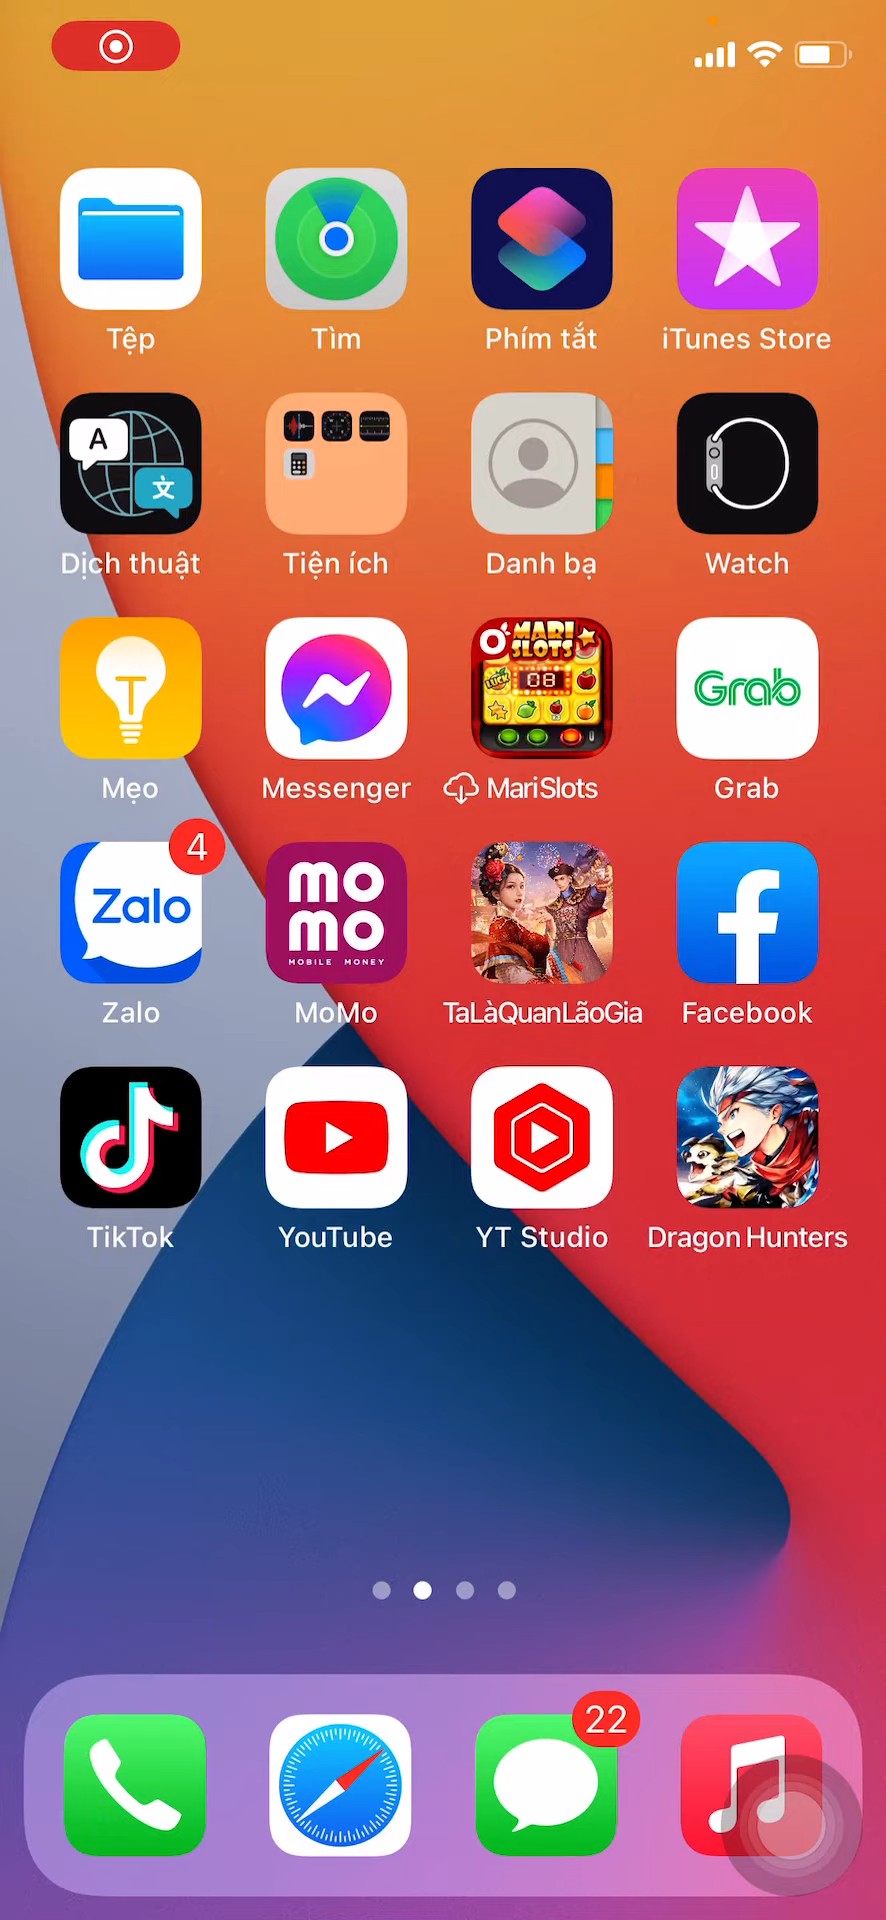 Tệp
Tìm
Phím tắt
iTunes Store
A
文
Dịch thuật
Tiện ích
Danh bạ
Watch
MARI
SLOTS
LUCK
08
Grab
Mẹo
Messenger
MariSlots
Grab
4
Zalo
mo
mo
MOBILE MONEY
Zalo
MoMo
TaLàQuanLãoGia
Facebook
TikTok
YouTube
YT Studio
Dragon Hunters
22